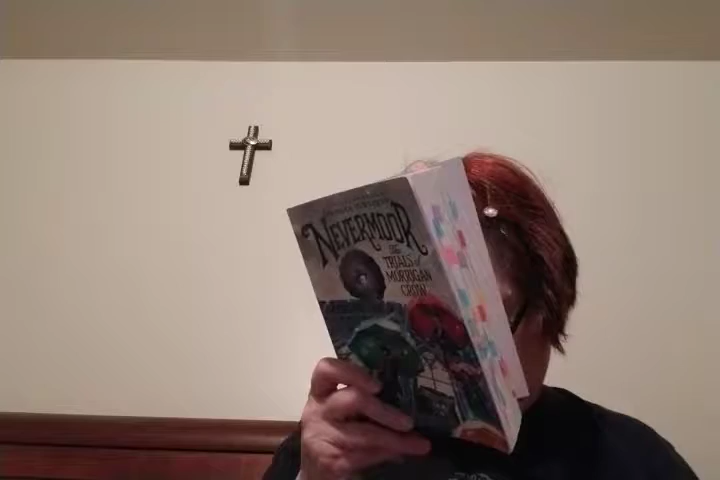 NEVERMOOR
THE
TRIALS of
MORRIGAN
CROW